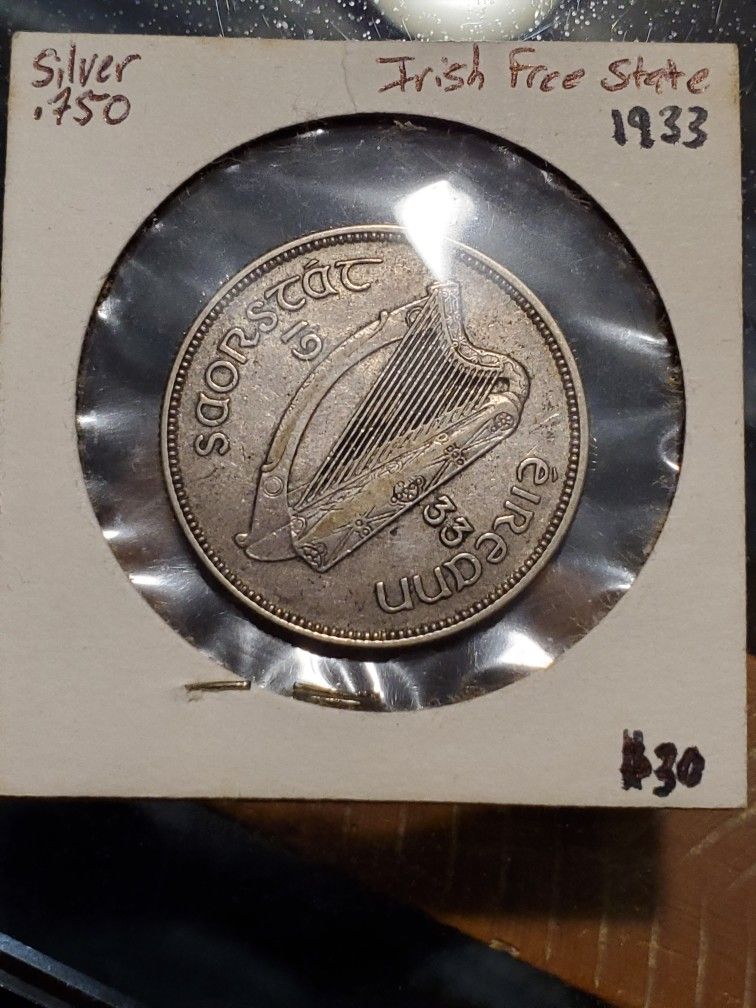 Silver
.750
Irish Free State
1933
saorstát
19
33
éireann
$30